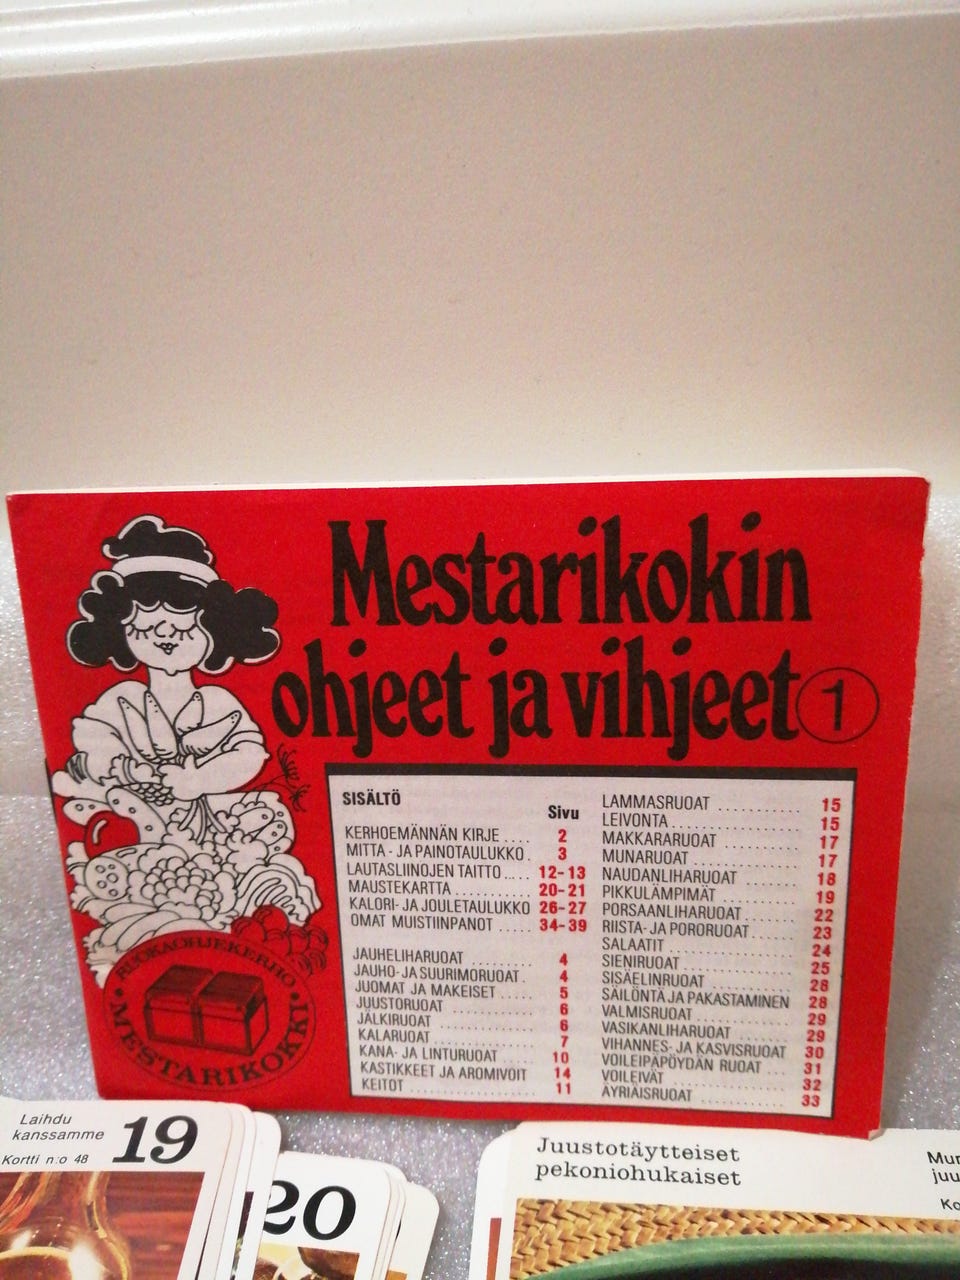 Mestarikokin
ohjeet ja vihjeet 1
SISÄLTÖ
Sivu
KERHOEMÄNNÄN KIRJE .... 2
MITTA- JA PAINOTAULUKKO . 3
LAUTASLIINOJEN TAITTO .... 12-13
MAUSTEKARTTA .............. 20-21
KALORI- JA JOULETAULUKKO 26-27
OMAT MUISTIINPANOT ..... 34-39
JAUHELIHARUOAT ............ 4
JAUHO- JA SUURIMORUOAT . 4
JUOMAT JA MAKEISET ..... 5
JUUSTORUOAT ............. 6
JÄLKIRUOAT ............... 6
KALARUOAT ............... 7
KANA- JA LINTURUOAT ..... 10
KASTIKKEET JA AROMIVOIT 14
KEITOT .................... 11
LAMMASRUOAT ............ 15
LEIVONTA .................. 15
MAKKARARUOAT ........... 17
MUNARUOAT .............. 17
NAUDANLIHARUOAT ....... 18
PIKKULÄMPIMÄT .......... 19
PORSAANLIHARUOAT ....... 22
RIISTA- JA PORORUOAT .... 23
SALAATIT .................. 24
SIENIRUOAT ............... 25
SISÄELINRUOAT ........... 28
SÄILÖNTÄ JA PAKASTAMINEN 28
VALMISRUOAT ............ 29
VASIKANLIHARUOAT ....... 29
VIHANNES- JA KASVISRUOAT 30
VOILEIPÄPÖYDÄN RUOAT ... 31
VOILEIVÄT ................ 32
ÄYRIÄISRUOAT ............ 33
RUOKAOHJEKERHO
MESTARIKOKKI
Laihdu
kanssamme
19
Kortti n:o 48
20
Juustotäytteiset
pekoniohukaiset